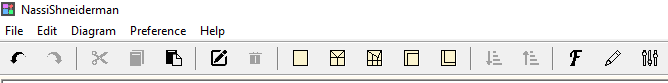 NassiShneiderman
File Edit Diagram Preference Help
F